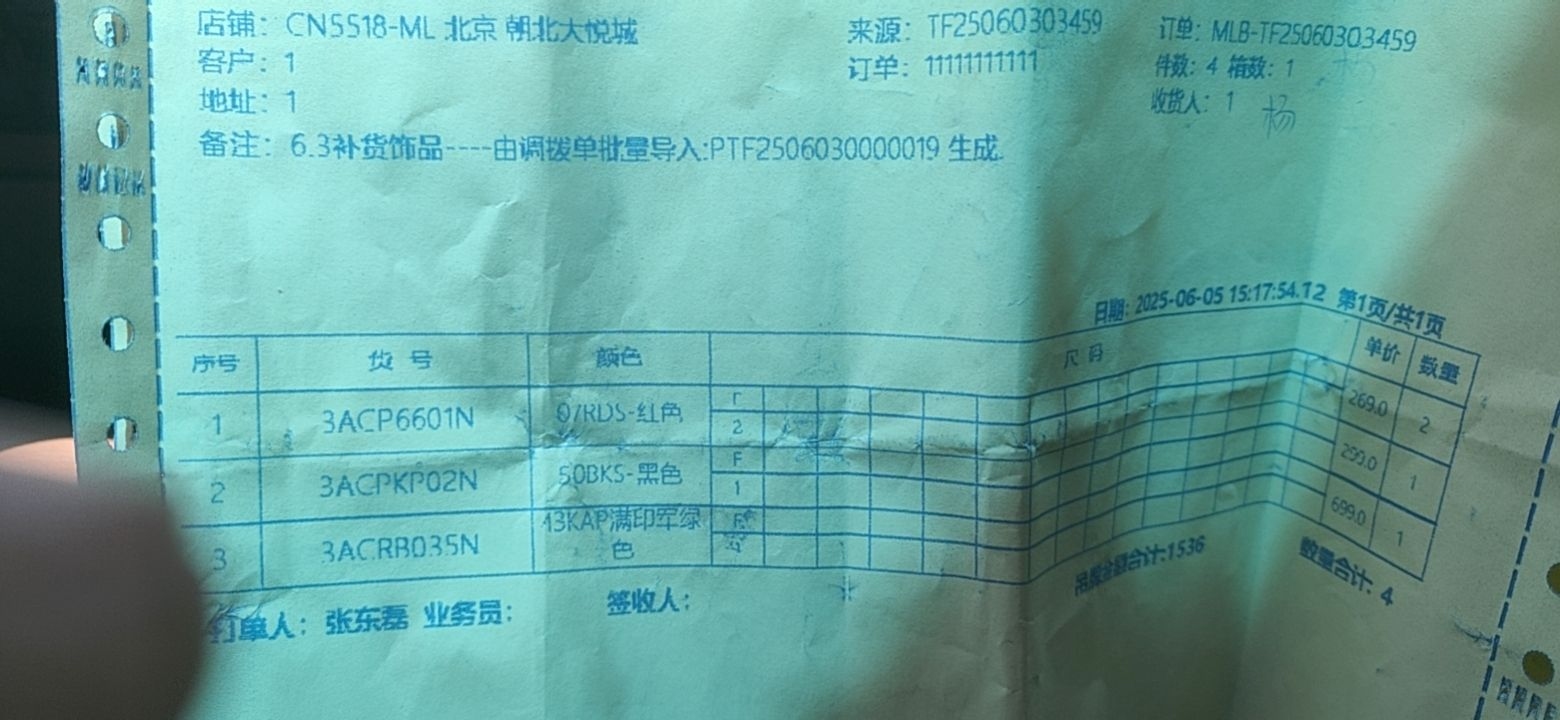 店铺: CN5518-ML 北京 朝北大悦城 来源: TF25060303459 订单: MLB-TF25060303459
客户: 1 订单: 11111111111 件数: 4 箱数: 1
地址: 1 收货人: 1 杨
备注: 6.3补货饰品----由调拨单批量导入:PTF2506030000019 生成.
日期: 2025-06-05 15:17:54.12 第1页/共1页
序号 货 号 颜色 尺 码 单价 数量
1 3ACP6601N 07RDS-红色 F 2 269.0 2
2 3ACPKP02N 50BKS-黑色 F 1 299.0 1
3 3ACRB035N 43KAP满印军绿色 F 699.0 1
打单人: 张东磊 业务员: 签收人: 吊牌金额合计:1536 数量合计: 4